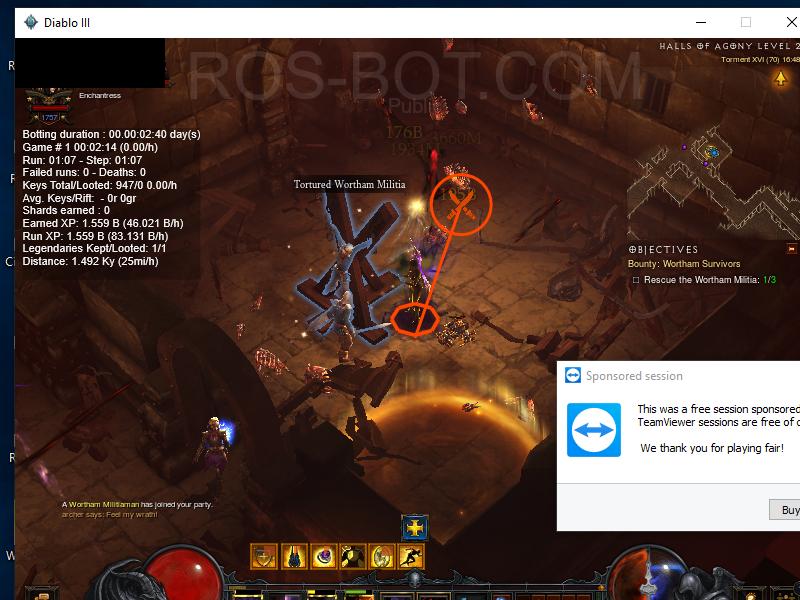 Diablo III
HALLS OF AGONY LEVEL 2
Torment XVI (70) 16:48
ROS-BOT.COM
Publi
Enchantress
1757
Botting duration : 00.00:02:40 day(s)
Game # 1 00:02:14 (0.00/h)
Run: 01:07 - Step: 01:07
Failed runs: 0 - Deaths: 0
Keys Total/Looted: 947/0 0.00/h
Avg. Keys/Rift: - 0r 0gr
Shards earned : 0
Earned XP: 1.559 B (46.021 B/h)
Run XP: 1.559 B (83.131 B/h)
Legendaries Kept/Looted: 1/1
Distance: 1.492 Ky (25mi/h)
176B
3660M
Tortured Wortham Militia
OBJECTIVES
Bounty: Wortham Survivors
Rescue the Wortham Militia: 1/3
Sponsored session
This was a free session sponsored
TeamViewer sessions are free of c
We thank you for playing fair!
Buy
A Wortham Militiaman has joined your party.
archer says: Feel my wrath!
R
R
Ci
R
W